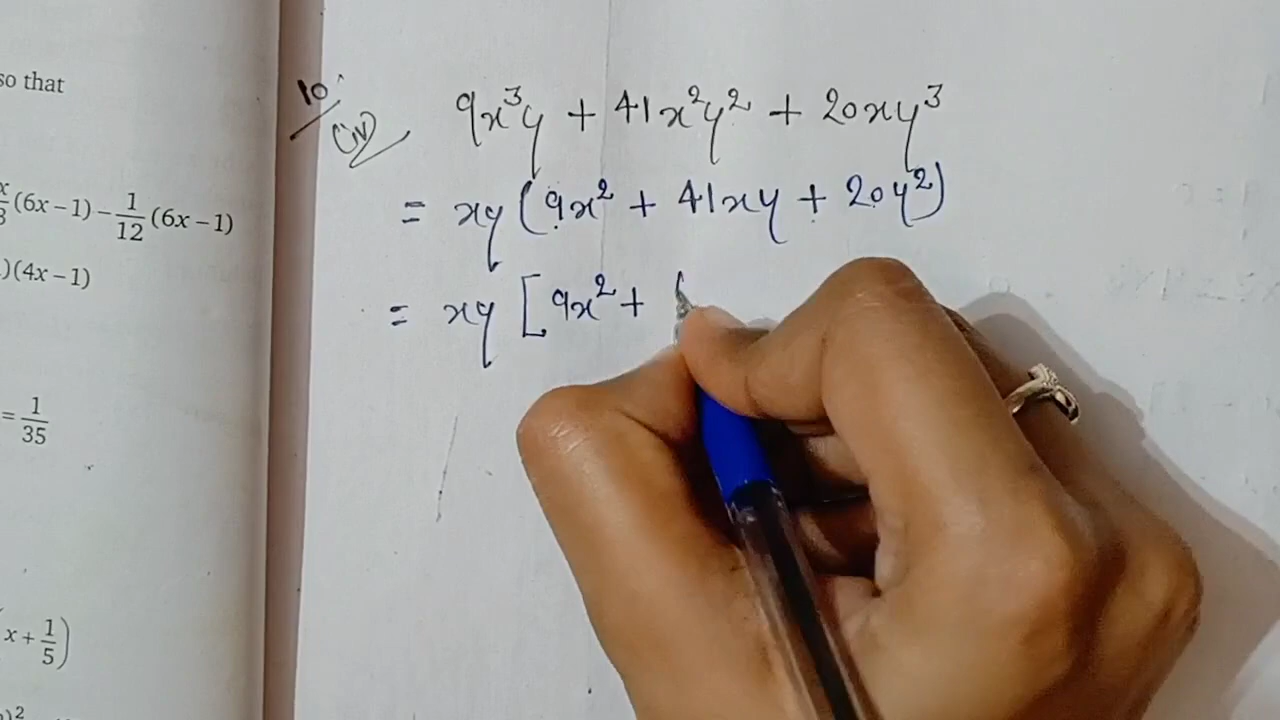 so that
(6x – 1) – 1/12 (6x – 1)
)(4x – 1)
= 1/35
x + 1/5)
)²
10 (iv)
9x³y + 41x²y² + 20xy³
= xy (9x² + 41xy + 20y²)
= xy [9x² + (